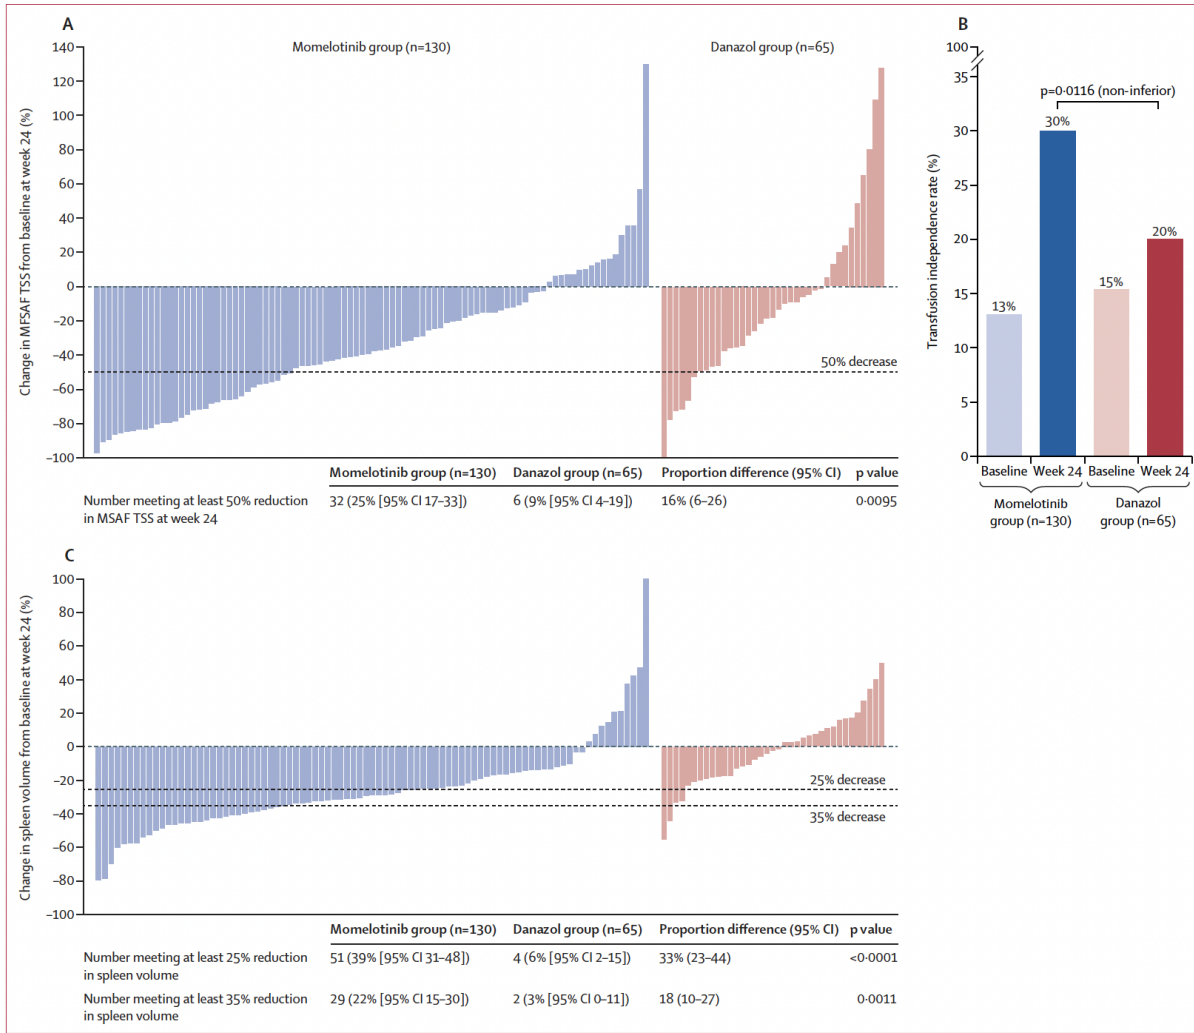 A
Momelotinib group (n=130)
Danazol group (n=65)
Change in MFSAF TSS from baseline at week 24 (%)
140
120
100
80
60
40
20
0
−20
−40
−60
−80
−100
50% decrease
Momelotinib group (n=130) Danazol group (n=65) Proportion difference (95% CI) p value
Number meeting at least 50% reduction 32 (25% [95% CI 17–33]) 6 (9% [95% CI 4–19]) 16% (6–26) 0·0095
in MSAF TSS at week 24
B
Transfusion independence rate (%)
100
35
30
25
20
15
10
5
0
p=0·0116 (non-inferior)
13%
30%
15%
20%
Baseline Week 24 Baseline Week 24
Momelotinib Danazol
group (n=130) group (n=65)
C
Change in spleen volume from baseline at week 24 (%)
100
80
60
40
20
0
−20
−40
−60
−80
−100
25% decrease
35% decrease
Momelotinib group (n=130) Danazol group (n=65) Proportion difference (95% CI) p value
Number meeting at least 25% reduction 51 (39% [95% CI 31–48]) 4 (6% [95% CI 2–15]) 33% (23–44) <0·0001
in spleen volume
Number meeting at least 35% reduction 29 (22% [95% CI 15–30]) 2 (3% [95% CI 0–11]) 18 (10–27) 0·0011
in spleen volume